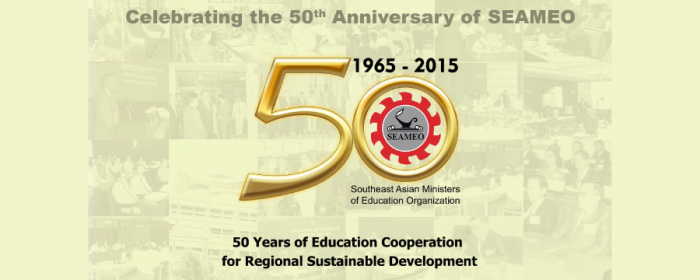 Celebrating the 50th Anniversary of SEAMEO
1965 - 2015
50
SEAMEO
Southeast Asian Ministers
of Education Organization
50 Years of Education Cooperation
for Regional Sustainable Development